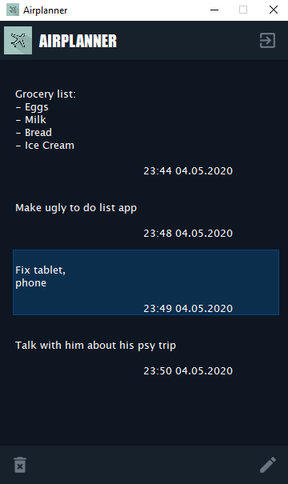 Airplanner
AIRPLANNER
Grocery list:
- Eggs
- Milk
- Bread
- Ice Cream
23:44 04.05.2020
Make ugly to do list app
23:48 04.05.2020
Fix tablet,
phone
23:49 04.05.2020
Talk with him about his psy trip
23:50 04.05.2020